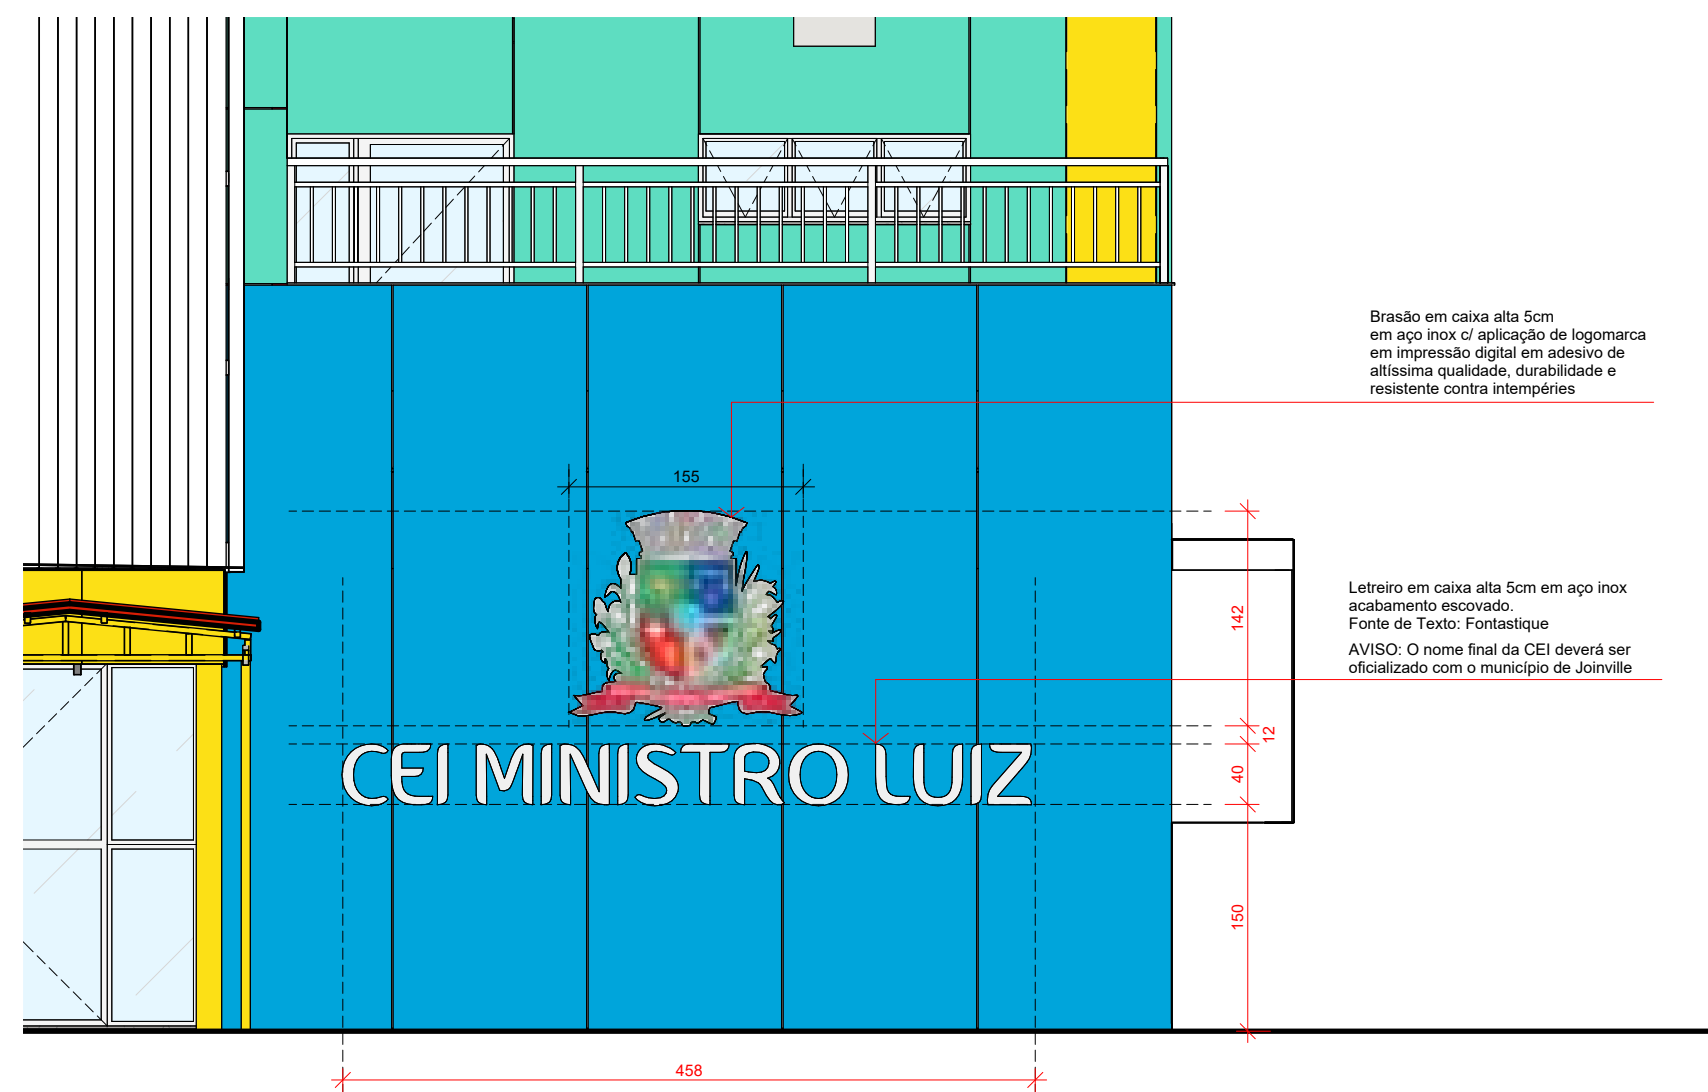 Brasão em caixa alta 5cm
em aço inox c/ aplicação de logomarca
em impressão digital em adesivo de
altíssima qualidade, durabilidade e
resistente contra intempéries
155
142
Letreiro em caixa alta 5cm em aço inox
acabamento escovado.
Fonte de Texto: Fontastique
AVISO: O nome final da CEI deverá ser
oficializado com o município de Joinville
12
CEI MINISTRO LUIZ
40
150
458